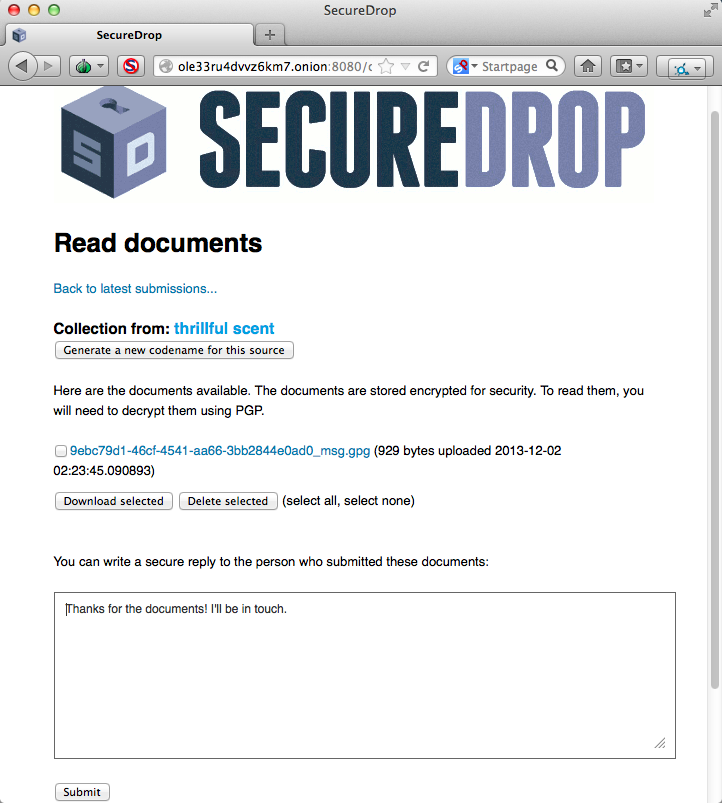 SecureDrop
SecureDrop
ole33ru4dvvz6km7.onion:8080/c
Startpage
SD
SECUREDROP
Read documents
Back to latest submissions...
Collection from: thrillful scent
Generate a new codename for this source
Here are the documents available. The documents are stored encrypted for security. To read them, you
will need to decrypt them using PGP.
9ebc79d1-46cf-4541-aa66-3bb2844e0ad0_msg.gpg (929 bytes uploaded 2013-12-02
02:23:45.090893)
Download selected Delete selected (select all, select none)
You can write a secure reply to the person who submitted these documents:
Thanks for the documents! I'll be in touch.
Submit